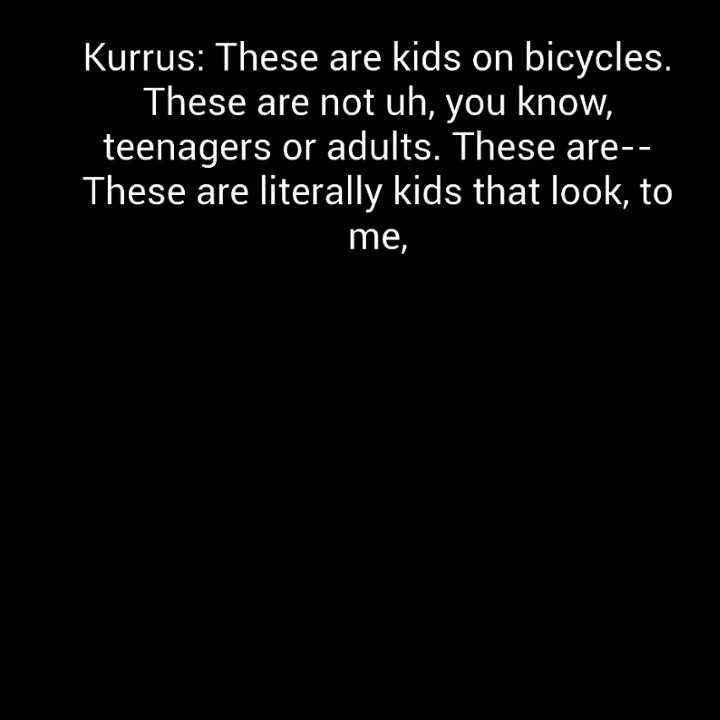 Kurrus: These are kids on bicycles.
These are not uh, you know,
teenagers or adults. These are--
These are literally kids that look, to
me,